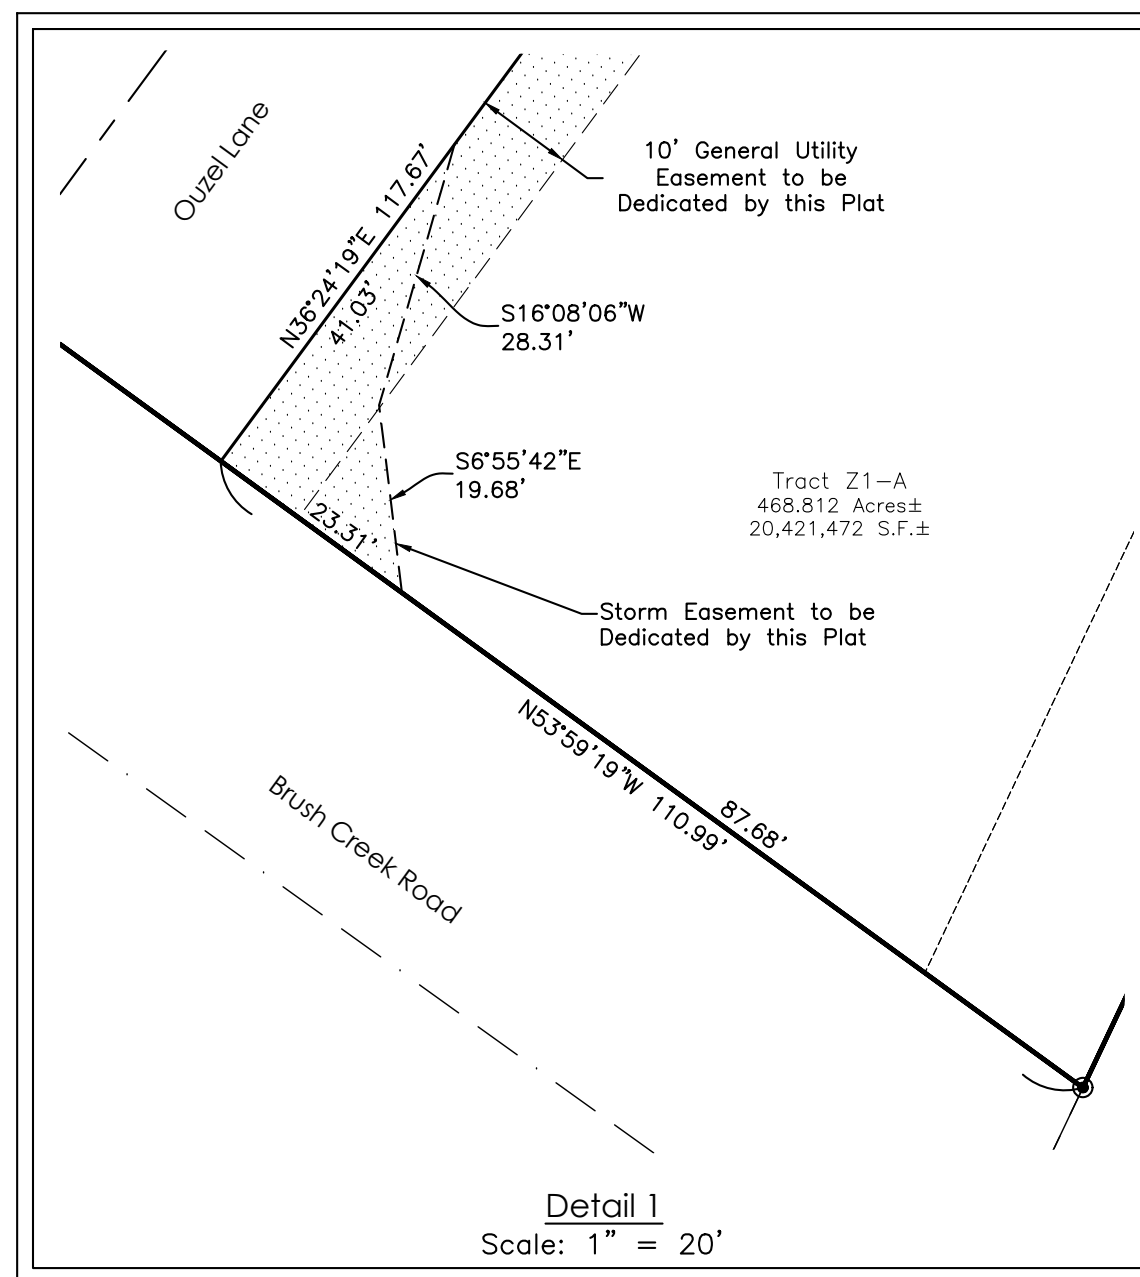 Ouzel Lane
10' General Utility
Easement to be
Dedicated by this Plat
N36°24'19"E 117.67'
41.03'
S16°08'06"W
28.31'
S6°55'42"E
19.68'
Tract Z1-A
468.812 Acres±
20,421,472 S.F.±
23.31'
Storm Easement to be
Dedicated by this Plat
N53°59'19"W 110.99'
87.68'
Brush Creek Road
Detail 1
Scale: 1" = 20'